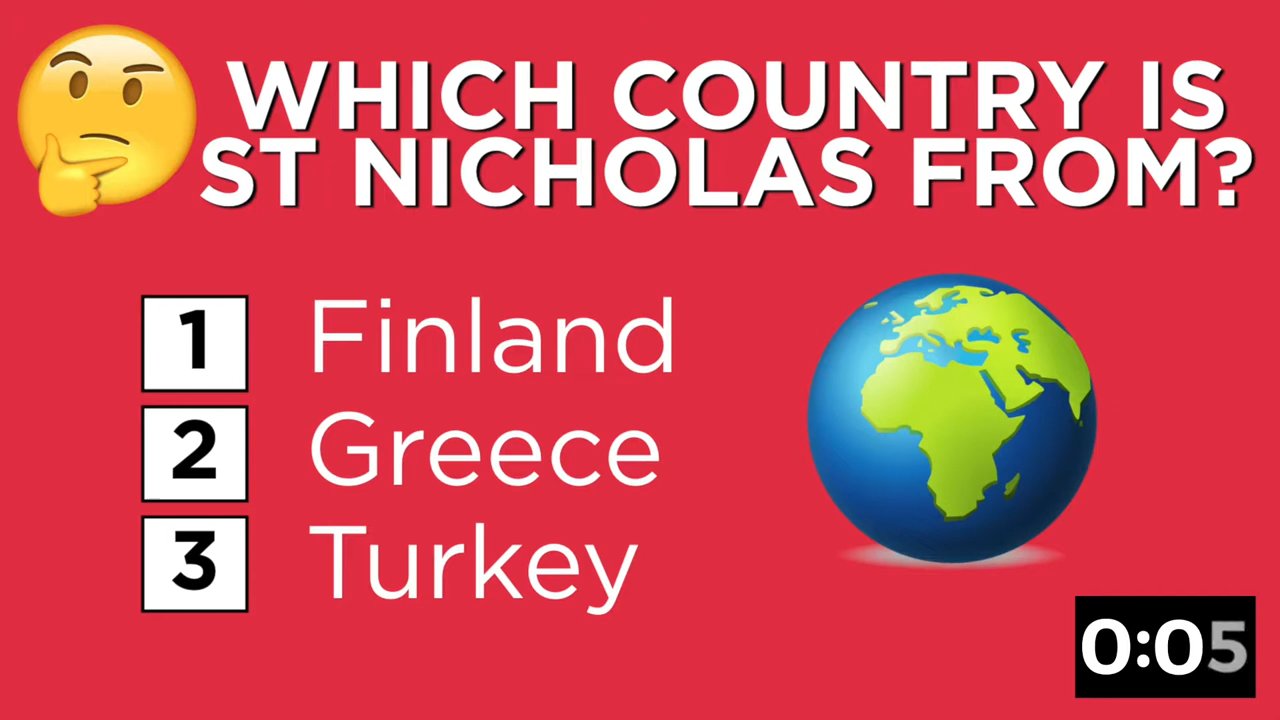 WHICH COUNTRY IS
ST NICHOLAS FROM?
1 Finland
2 Greece
3 Turkey
0:05